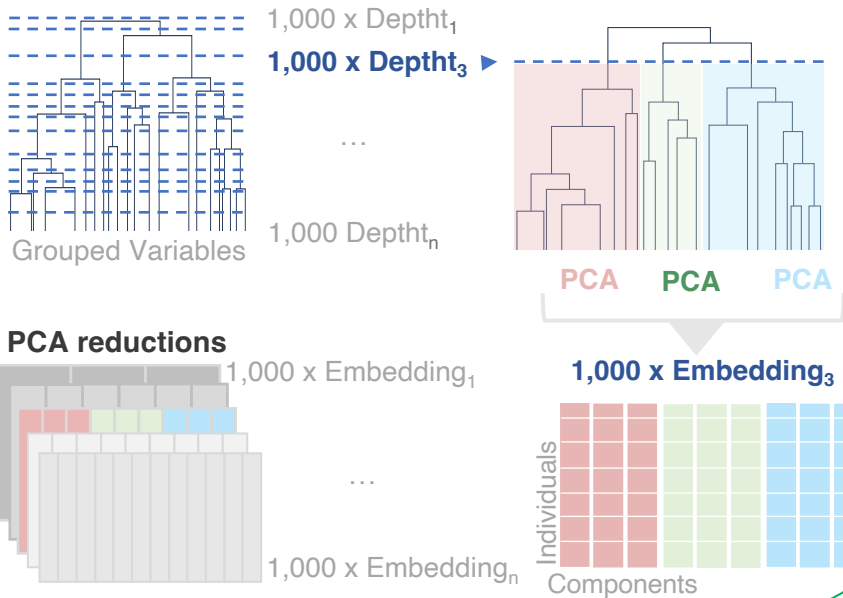 1,000 x Deptht1
1,000 x Deptht3
...
1,000 Deptht n
Grouped Variables
PCA PCA PCA
PCA reductions
1,000 x Embedding1
1,000 x Embedding3
...
1,000 x Embedding n
Individuals
Components